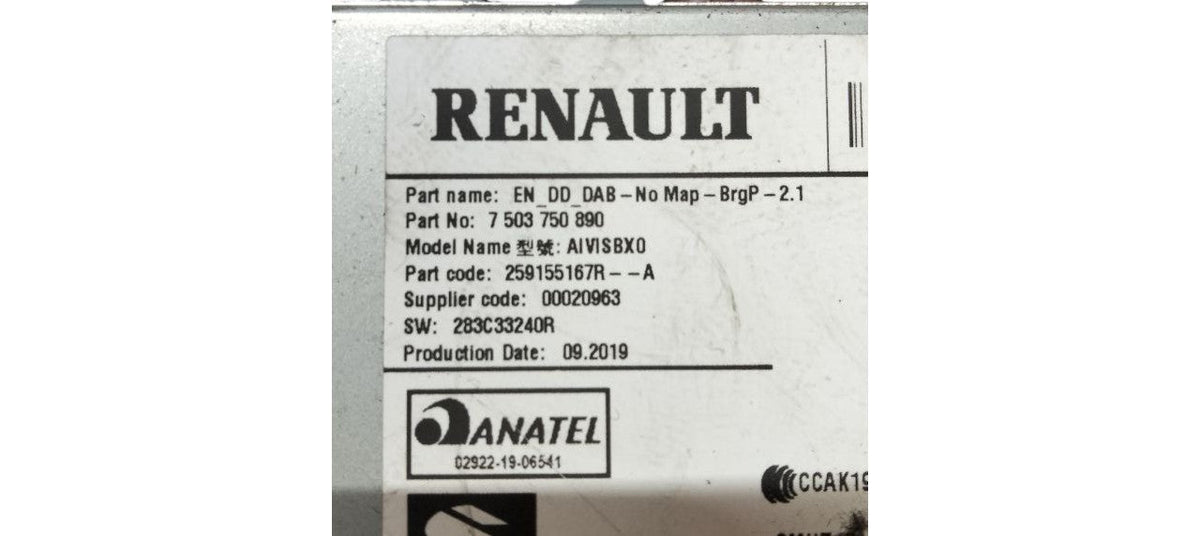 RENAULT
Part name: EN_DD_DAB-No Map-BrgP-2.1
Part No: 7 503 750 890
Model Name 型號: AIVISBX0
Part code: 259155167R--A
Supplier code: 00020963
SW: 283C33240R
Production Date: 09.2019
ANATEL
02922-19-06541
CCAK19